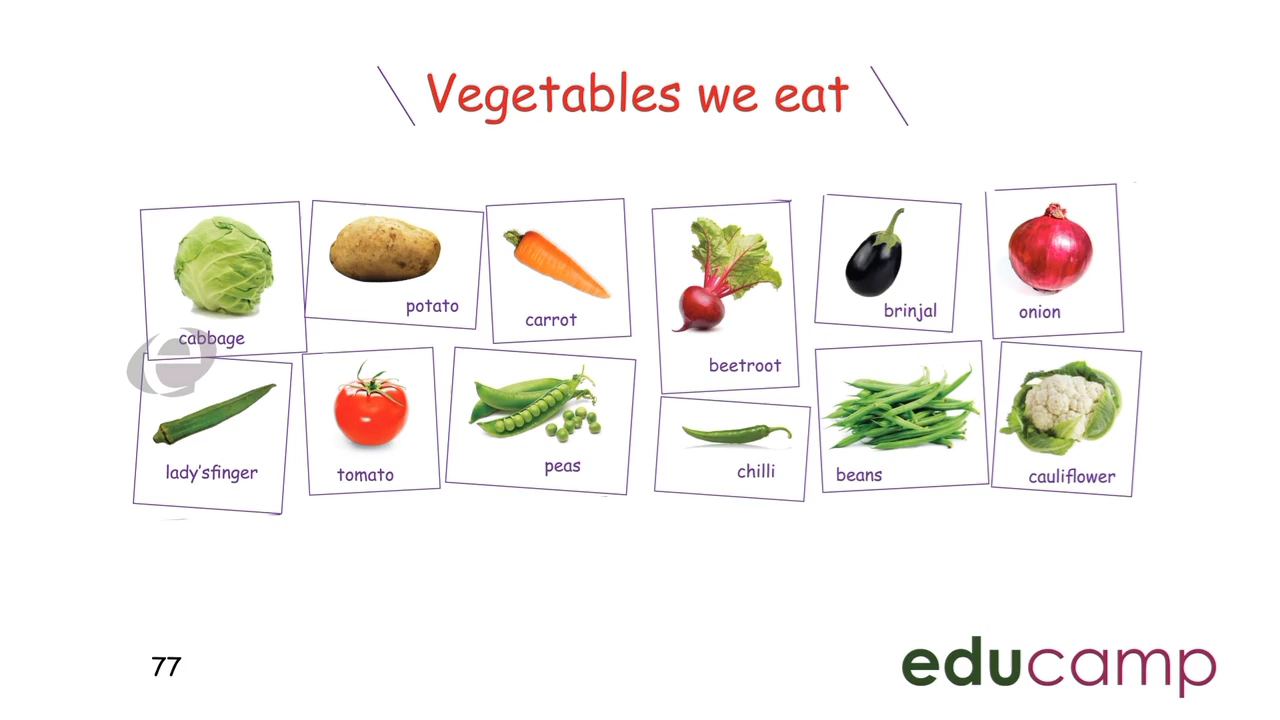 Vegetables we eat
cabbage
potato
carrot
beetroot
brinjal
onion
lady'sfinger
tomato
peas
chilli
beans
cauliflower
77
educamp